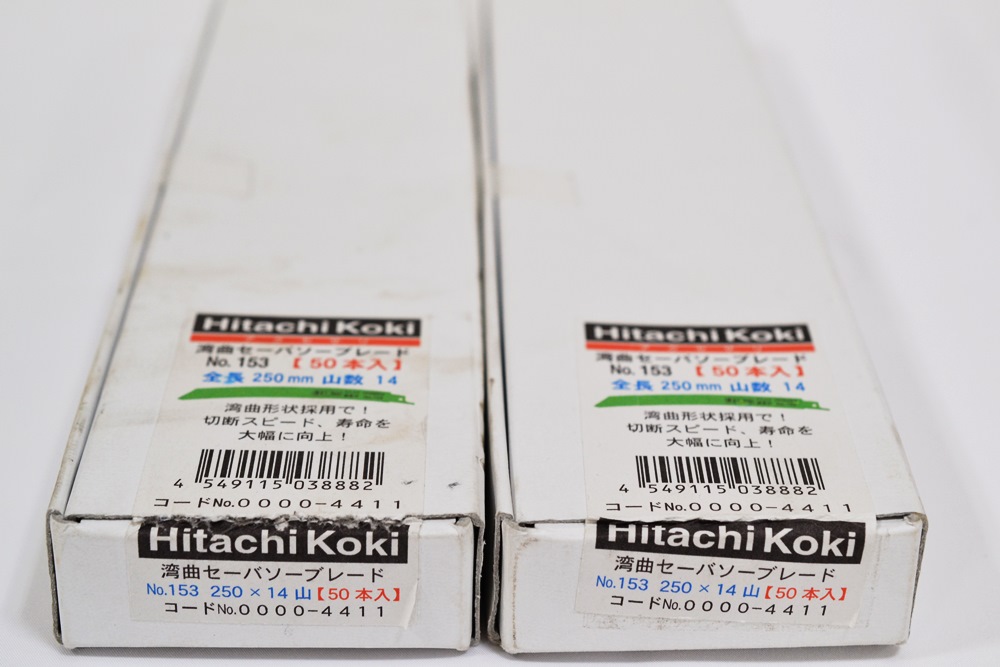 Hitachi Koki
湾曲セーバソーブレード
No.153 【50本入】
全長 250mm 山数 14
湾曲形状採用で!
切断スピード、寿命を
大幅に向上!
4 549115 038882
コードNo.0000-4411
Hitachi Koki
湾曲セーバソーブレード
No.153 250×14山【50本入】
コードNo.0000-4411
Hitachi Koki
湾曲セーバソーブレード
No.153 【50本入】
全長 250mm 山数 14
湾曲形状採用で!
切断スピード、寿命を
大幅に向上!
4 549115 038882
コードNo.0000-4411
Hitachi Koki
湾曲セーバソーブレード
No.153 250×14山【50本入】
コードNo.0000-4411